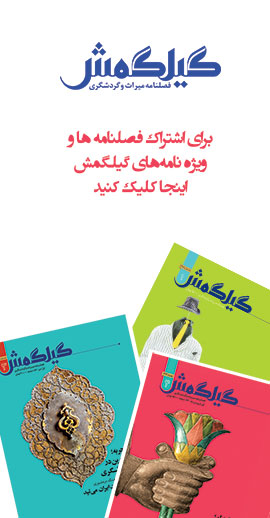 گیلگمش
فصلنامه میراث و گردشگری
برای اشتراک فصلنامه ها و
ویژه نامه‌های گیلگمش
اینجا کلیک کنید
گیلگمش
گیلگمش
گیلگمش